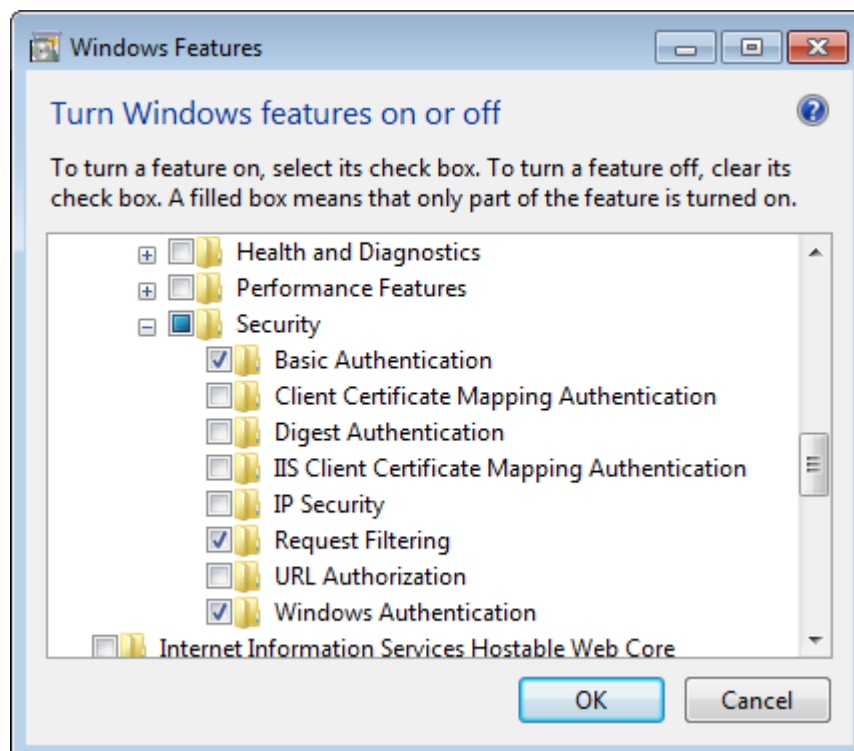 Windows Features
Turn Windows features on or off
To turn a feature on, select its check box. To turn a feature off, clear its
check box. A filled box means that only part of the feature is turned on.
Health and Diagnostics
Performance Features
Security
Basic Authentication
Client Certificate Mapping Authentication
Digest Authentication
IIS Client Certificate Mapping Authentication
IP Security
Request Filtering
URL Authorization
Windows Authentication
Internet Information Services Hostable Web Core
OK Cancel